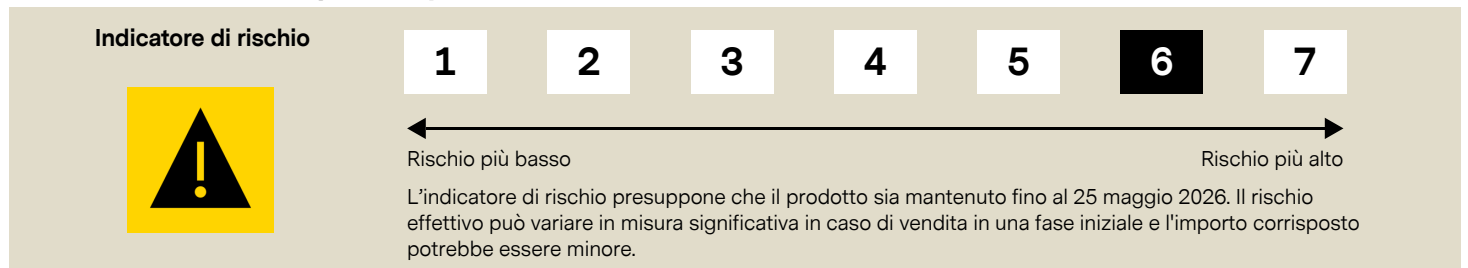 Indicatore di rischio
1 2 3 4 5 6 7
Rischio più basso Rischio più alto
L'indicatore di rischio presuppone che il prodotto sia mantenuto fino al 25 maggio 2026. Il rischio
effettivo può variare in misura significativa in caso di vendita in una fase iniziale e l'importo corrisposto
potrebbe essere minore.